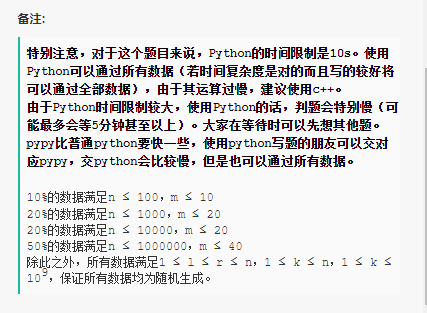 备注:
特别注意，对于这个题目来说，Python的时间限制是10s。使用
Python可以通过所有数据（若时间复杂度是对的而且写的较好将
可以通过全部数据），由于其运算过慢，建议使用c++。
由于Python时间限制较大，使用Python的话，判题会特别慢（可
能最多会等5分钟甚至以上）。大家在等待时可以先想其他题。
pypy比普通python要快一些，使用python写题的朋友可以交对
应pypy，交python会比较慢，但是也可以通过所有数据。
10%的数据满足n ≤ 100，m ≤ 10
20%的数据满足n ≤ 1000，m ≤ 20
20%的数据满足n ≤ 10000，m ≤ 20
50%的数据满足n ≤ 1000000，m ≤ 40
除此之外，所有数据满足1 ≤ l ≤ r ≤ n，1 ≤ k ≤ n，1 ≤ k ≤
10^9，保证所有数据均为随机生成。